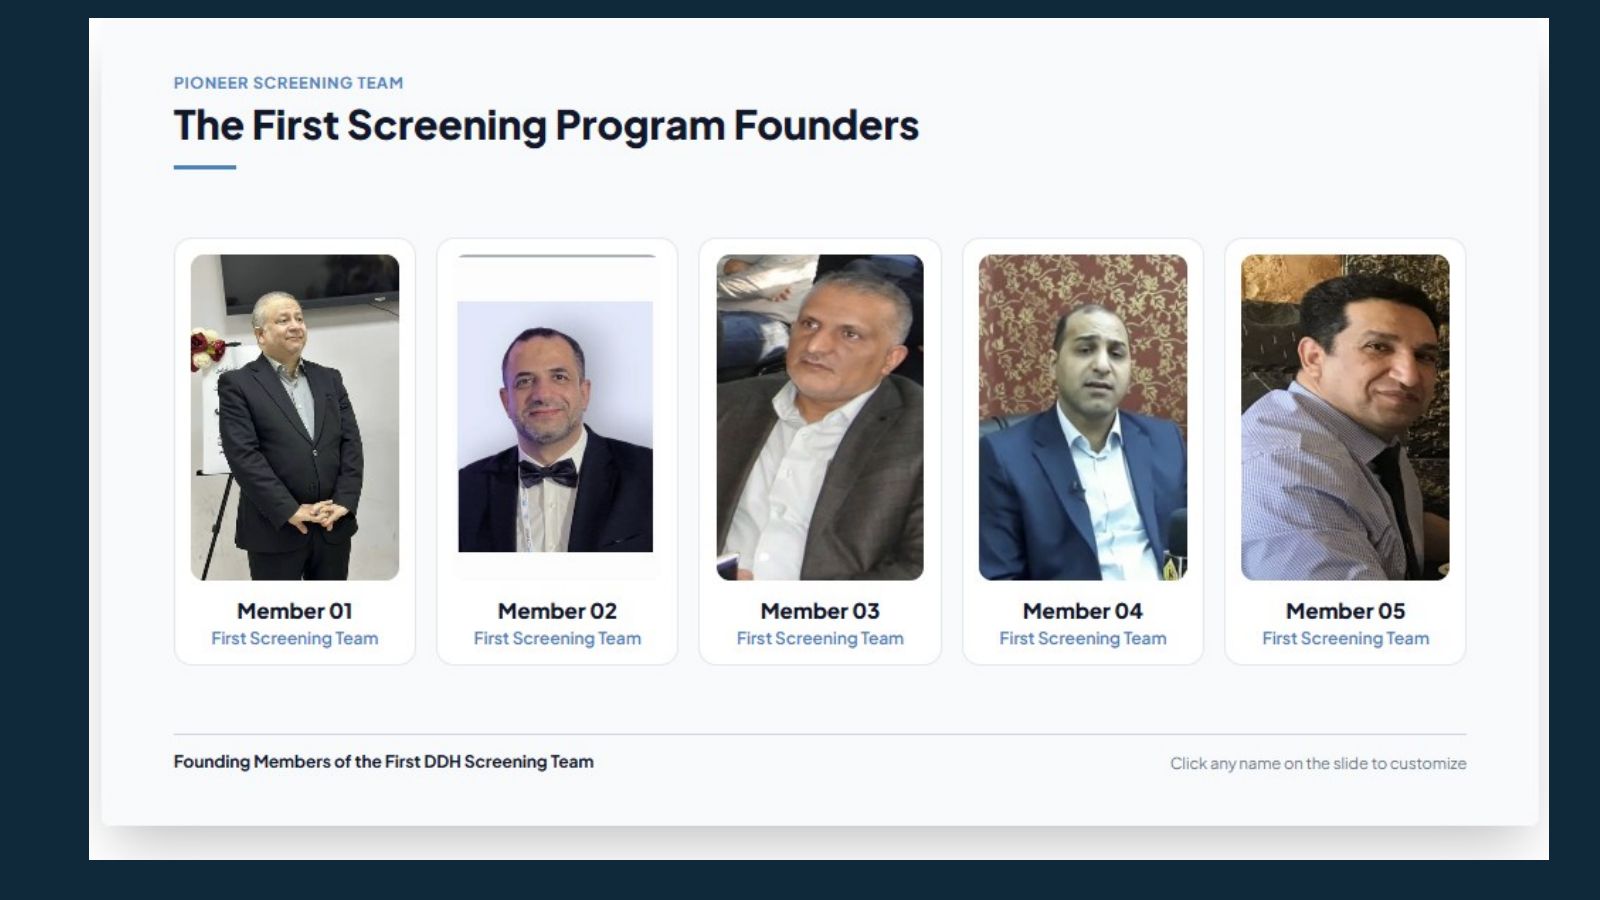 PIONEER SCREENING TEAM
The First Screening Program Founders
Member 01
First Screening Team
Member 02
First Screening Team
Member 03
First Screening Team
Member 04
First Screening Team
Member 05
First Screening Team
Founding Members of the First DDH Screening Team
Click any name on the slide to customize